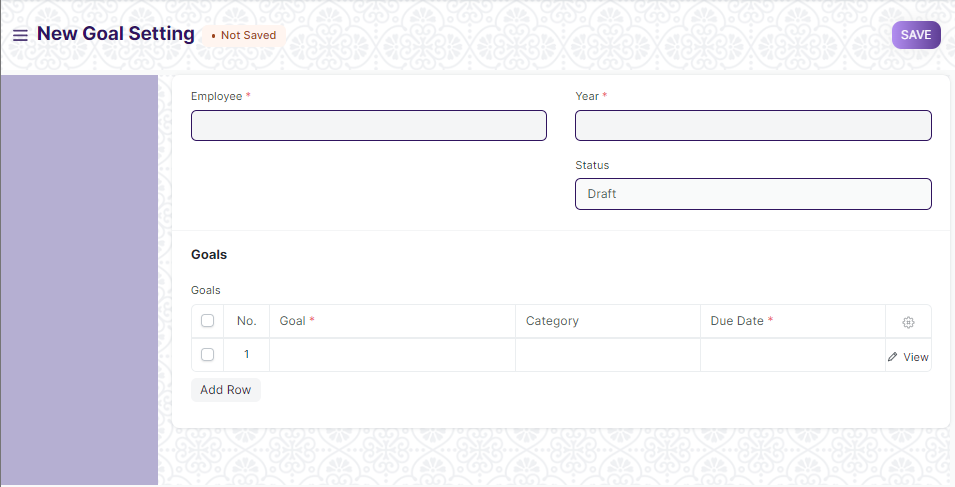 New Goal Setting • Not Saved SAVE
Employee * Year *
Status
Draft
Goals
Goals
No. Goal * Category Due Date *
1 View
Add Row